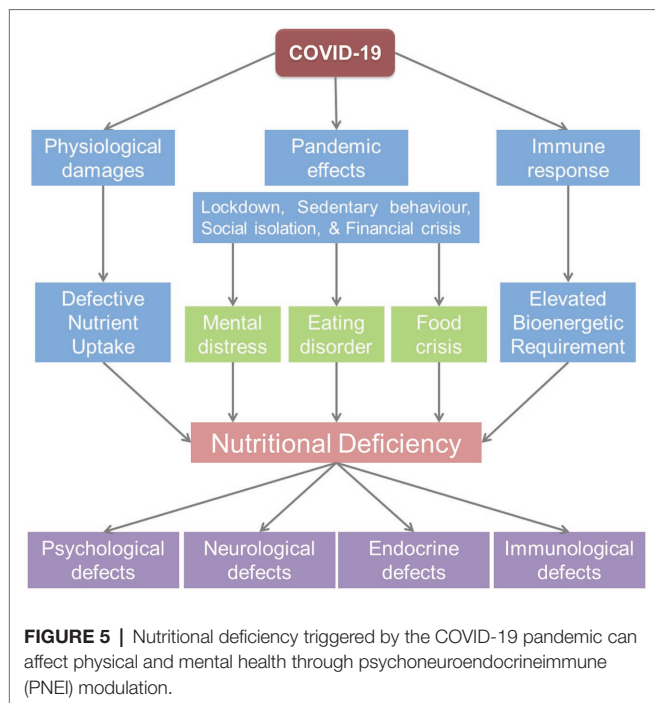 COVID-19
Physiological
damages
Pandemic
effects
Immune
response
Lockdown, Sedentary behaviour,
Social isolation, & Financial crisis
Defective
Nutrient
Uptake
Mental
distress
Eating
disorder
Food
crisis
Elevated
Bioenergetic
Requirement
Nutritional Deficiency
Psychological
defects
Neurological
defects
Endocrine
defects
Immunological
defects
FIGURE 5 | Nutritional deficiency triggered by the COVID-19 pandemic can
affect physical and mental health through psychoneuroendocrineimmune
(PNEI) modulation.